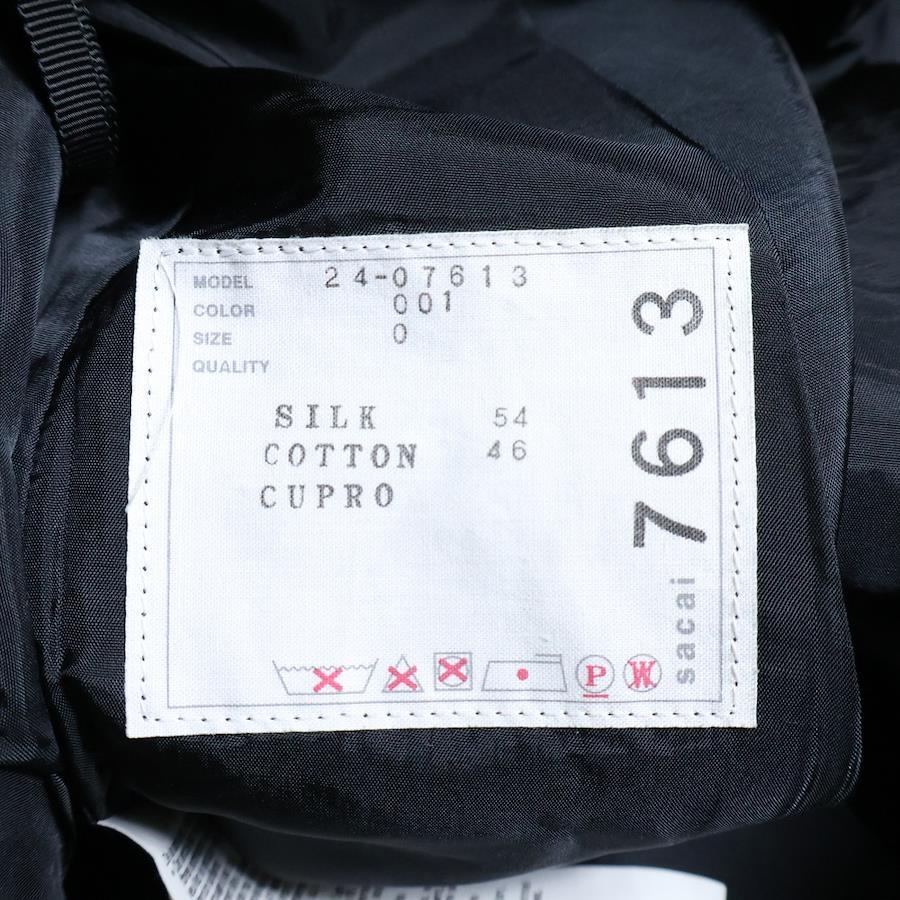 MODEL 24-07613
COLOR 001
SIZE 0
QUALITY
SILK 54
COTTON 46
CUPRO
P W
sacai 7613